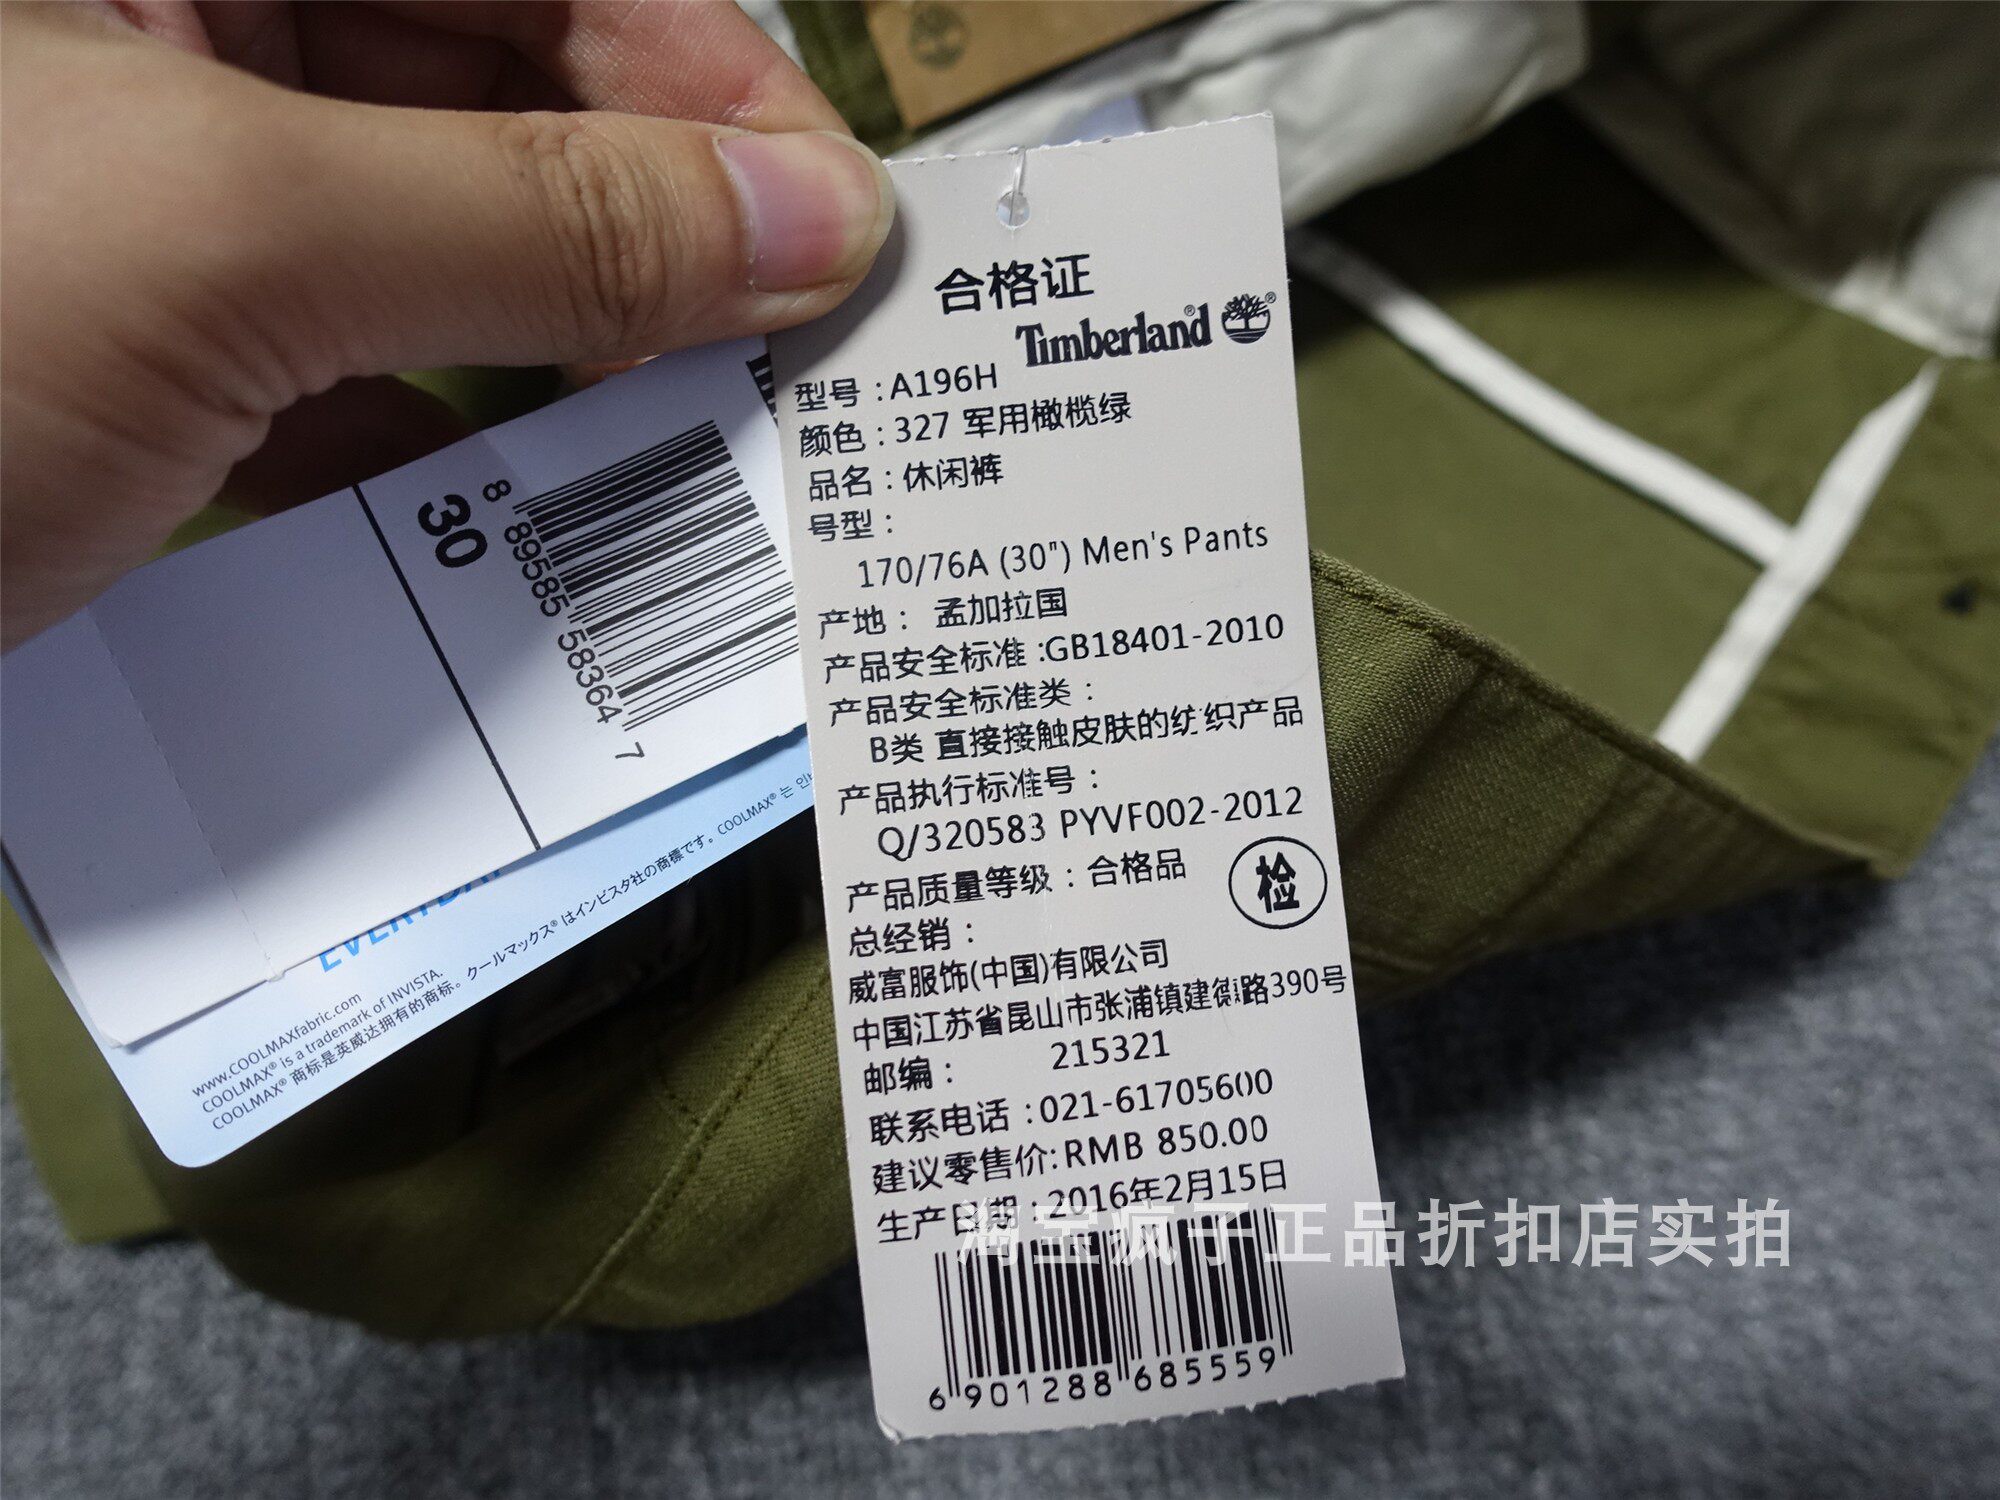 合格证
Timberland®
型号：A196H
颜色：327 军用橄榄绿
品名：休闲裤
号型：
170/76A (30") Men's Pants
产地： 孟加拉国
产品安全标准:GB18401-2010
产品安全标准类：
B类 直接接触皮肤的纺织产品
产品执行标准号：
Q/320583 PYVF002-2012
产品质量等级：合格品
检
总经销：
威富服饰(中国)有限公司
中国江苏省昆山市张浦镇建德路390号
邮编： 215321
联系电话：021-61705600
建议零售价:RMB 850.00
生产日期：2016年2月15日
6 901288 685559
淘宝疯子正品折扣店实拍
30
8 89585 58364 7
www.COOLMAXfabric.com
COOLMAX® is a trademark of INVISTA.
COOLMAX® 商标是英威达拥有的商标。クールマックス®はインビスタ社の商標です。COOLMAX® 는